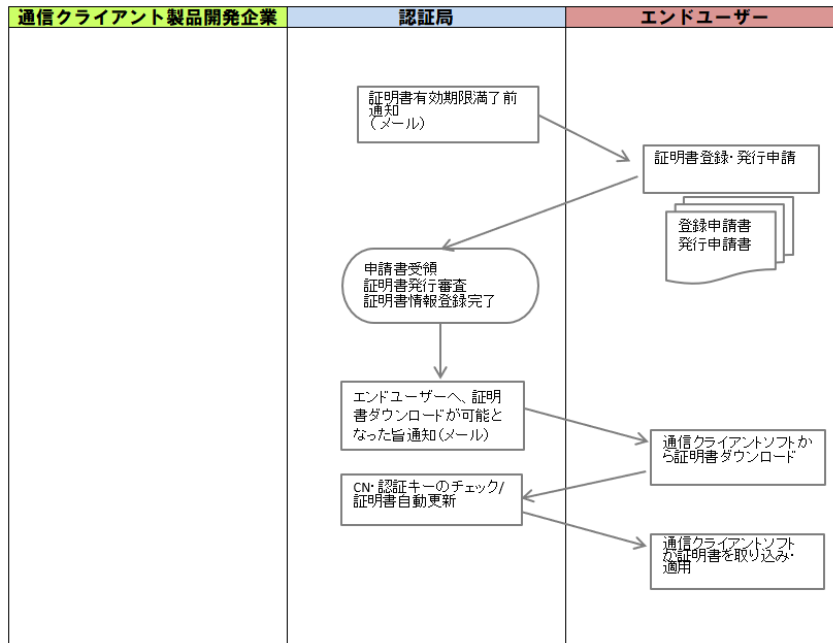 通信クライアント製品開発企業
認証局
エンドユーザー
証明書有効期限満了前
通知
(メール)
証明書登録・発行申請
登録申請書
発行申請書
申請書受領
証明書発行審査
証明書情報登録完了
エンドユーザーへ、証明
書ダウンロードが可能と
なった旨通知(メール)
通信クライアントソフトか
ら証明書ダウンロード
CN・認証キーのチェック/
証明書自動更新
通信クライアントソフト
が証明書を取り込み・
適用